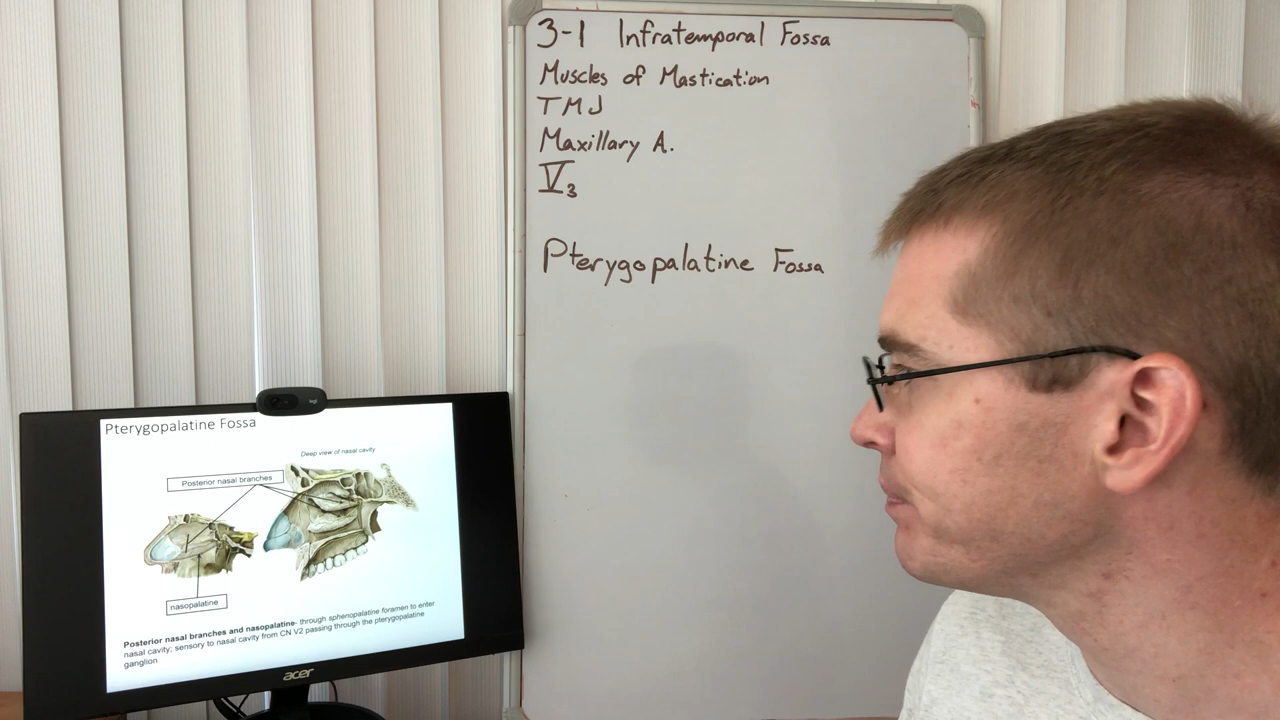 3-1 Infratemporal Fossa
Muscles of Mastication
TMJ
Maxillary A.
V3
Pterygopalatine Fossa
Pterygopalatine Fossa
Deep view of nasal cavity
Posterior nasal branches
nasopalatine
Posterior nasal branches and nasopalatine- through sphenopalatine foramen to enter
nasal cavity; sensory to nasal cavity from CN V2 passing through the pterygopalatine
ganglion
acer
logi